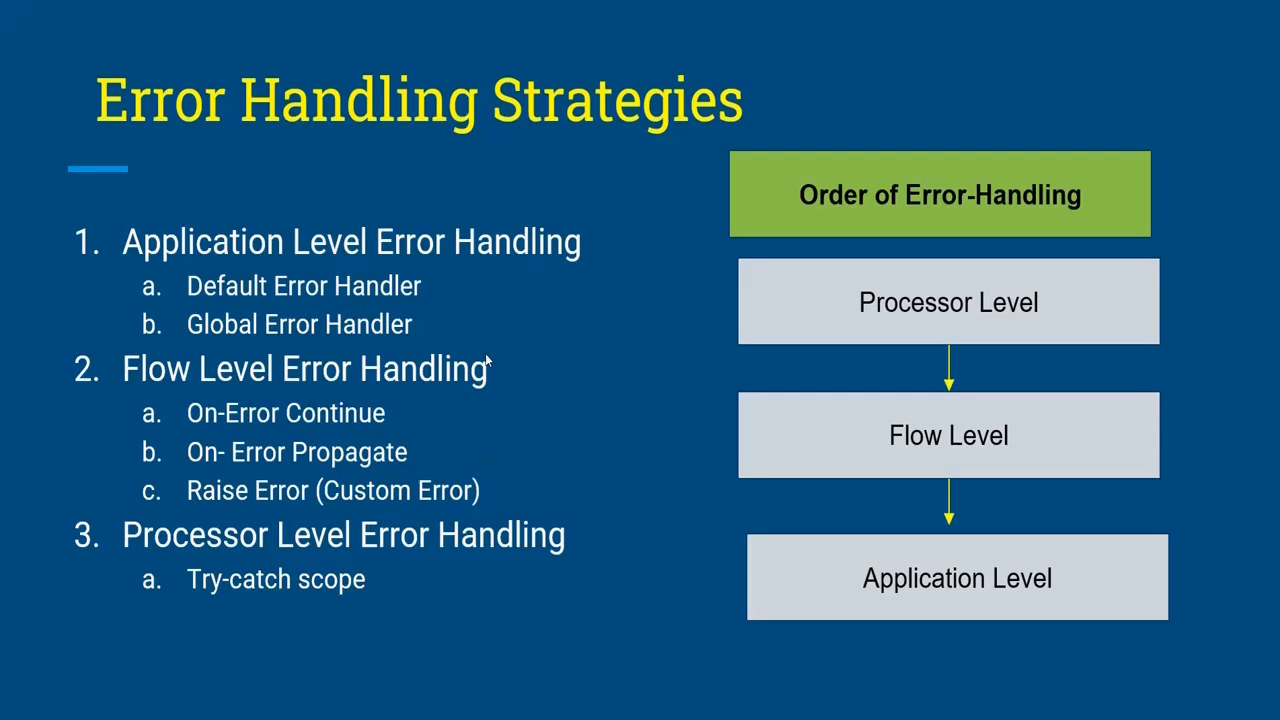 Error Handling Strategies
1. Application Level Error Handling
a. Default Error Handler
b. Global Error Handler
2. Flow Level Error Handling
a. On-Error Continue
b. On- Error Propagate
c. Raise Error (Custom Error)
3. Processor Level Error Handling
a. Try-catch scope
Order of Error-Handling
Processor Level
Flow Level
Application Level